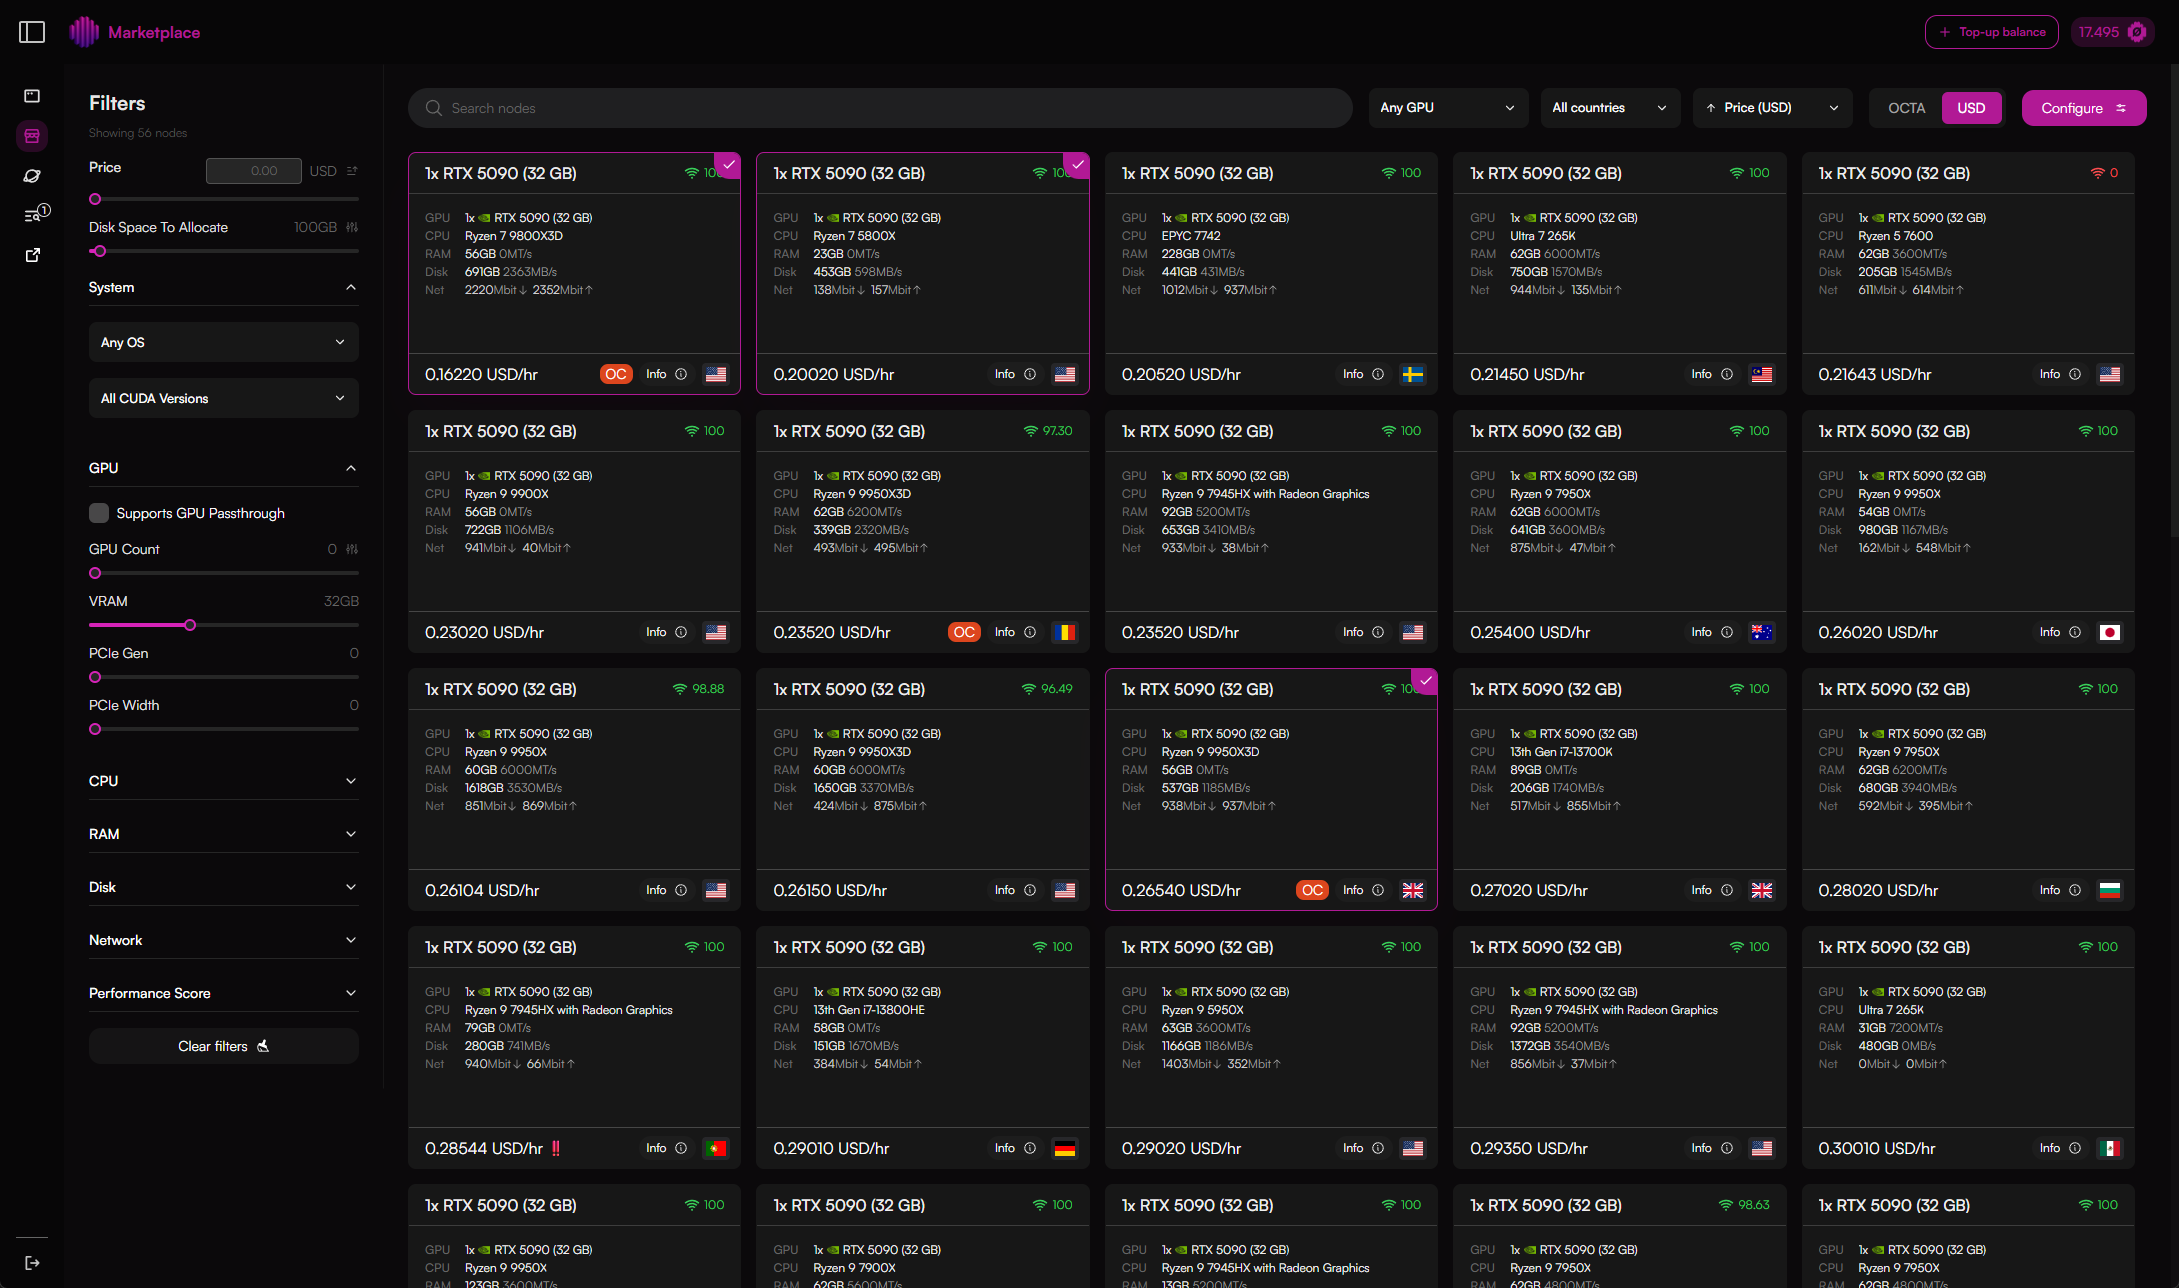 Marketplace
Top-up balance
17.495
Filters
Showing 56 nodes
Price
0.00
USD
Disk Space To Allocate
100GB
System
Any OS
All CUDA Versions
GPU
Supports GPU Passthrough
GPU Count
0
VRAM
32GB
PCIe Gen
0
PCIe Width
0
CPU
RAM
Disk
Network
Performance Score
Clear filters
1
Search nodes
Any GPU
All countries
Price (USD)
OCTA
USD
Configure
1x RTX 5090 (32 GB)
GPU 1x RTX 5090 (32 GB)
CPU Ryzen 7 9800X3D
RAM 56GB 0MT/s
Disk 691GB 2363MB/s
Net 2220Mbit↓ 2352Mbit↑
0.16220 USD/hr OC Info
1x RTX 5090 (32 GB)
GPU 1x RTX 5090 (32 GB)
CPU Ryzen 7 5800X
RAM 23GB 0MT/s
Disk 453GB 598MB/s
Net 138Mbit↓ 157Mbit↑
0.20020 USD/hr Info
1x RTX 5090 (32 GB) 100
GPU 1x RTX 5090 (32 GB)
CPU EPYC 7742
RAM 228GB 0MT/s
Disk 441GB 431MB/s
Net 1012Mbit↓ 937Mbit↑
0.20520 USD/hr Info
1x RTX 5090 (32 GB) 100
GPU 1x RTX 5090 (32 GB)
CPU Ultra 7 265K
RAM 62GB 6000MT/s
Disk 750GB 1570MB/s
Net 944Mbit↓ 135Mbit↑
0.21450 USD/hr Info
1x RTX 5090 (32 GB) 0
GPU 1x RTX 5090 (32 GB)
CPU Ryzen 5 7600
RAM 62GB 3600MT/s
Disk 205GB 1545MB/s
Net 611Mbit↓ 614Mbit↑
0.21643 USD/hr Info
1x RTX 5090 (32 GB) 100
GPU 1x RTX 5090 (32 GB)
CPU Ryzen 9 9900X
RAM 56GB 0MT/s
Disk 722GB 1106MB/s
Net 941Mbit↓ 40Mbit↑
0.23020 USD/hr Info
1x RTX 5090 (32 GB) 97.30
GPU 1x RTX 5090 (32 GB)
CPU Ryzen 9 9950X3D
RAM 62GB 6200MT/s
Disk 339GB 2320MB/s
Net 493Mbit↓ 495Mbit↑
0.23520 USD/hr OC Info
1x RTX 5090 (32 GB) 100
GPU 1x RTX 5090 (32 GB)
CPU Ryzen 9 7945HX with Radeon Graphics
RAM 92GB 5200MT/s
Disk 653GB 3410MB/s
Net 933Mbit↓ 38Mbit↑
0.23520 USD/hr Info
1x RTX 5090 (32 GB) 100
GPU 1x RTX 5090 (32 GB)
CPU Ryzen 9 7950X
RAM 62GB 6000MT/s
Disk 641GB 3600MB/s
Net 875Mbit↓ 47Mbit↑
0.25400 USD/hr Info
1x RTX 5090 (32 GB) 100
GPU 1x RTX 5090 (32 GB)
CPU Ryzen 9 9950X
RAM 54GB 0MT/s
Disk 980GB 1167MB/s
Net 162Mbit↓ 548Mbit↑
0.26020 USD/hr Info
1x RTX 5090 (32 GB) 98.88
GPU 1x RTX 5090 (32 GB)
CPU Ryzen 9 9950X
RAM 60GB 6000MT/s
Disk 1618GB 3530MB/s
Net 851Mbit↓ 869Mbit↑
0.26104 USD/hr Info
1x RTX 5090 (32 GB) 96.49
GPU 1x RTX 5090 (32 GB)
CPU Ryzen 9 9950X3D
RAM 60GB 6000MT/s
Disk 1650GB 3370MB/s
Net 424Mbit↓ 875Mbit↑
0.26150 USD/hr Info
1x RTX 5090 (32 GB)
GPU 1x RTX 5090 (32 GB)
CPU Ryzen 9 9950X3D
RAM 56GB 0MT/s
Disk 537GB 1185MB/s
Net 938Mbit↓ 937Mbit↑
0.26540 USD/hr OC Info
1x RTX 5090 (32 GB) 100
GPU 1x RTX 5090 (32 GB)
CPU 13th Gen i7-13700K
RAM 89GB 0MT/s
Disk 206GB 1740MB/s
Net 517Mbit↓ 855Mbit↑
0.27020 USD/hr Info
1x RTX 5090 (32 GB) 100
GPU 1x RTX 5090 (32 GB)
CPU Ryzen 9 7950X
RAM 62GB 6200MT/s
Disk 680GB 3940MB/s
Net 592Mbit↓ 395Mbit↑
0.28020 USD/hr Info
1x RTX 5090 (32 GB) 100
GPU 1x RTX 5090 (32 GB)
CPU Ryzen 9 7945HX with Radeon Graphics
RAM 79GB 0MT/s
Disk 280GB 741MB/s
Net 940Mbit↓ 66Mbit↑
0.28544 USD/hr ‼ Info
1x RTX 5090 (32 GB) 100
GPU 1x RTX 5090 (32 GB)
CPU 13th Gen i7-13800HE
RAM 58GB 0MT/s
Disk 151GB 1670MB/s
Net 384Mbit↓ 54Mbit↑
0.29010 USD/hr Info
1x RTX 5090 (32 GB) 100
GPU 1x RTX 5090 (32 GB)
CPU Ryzen 9 5950X
RAM 63GB 3600MT/s
Disk 1166GB 1186MB/s
Net 1403Mbit↓ 352Mbit↑
0.29020 USD/hr Info
1x RTX 5090 (32 GB) 100
GPU 1x RTX 5090 (32 GB)
CPU Ryzen 9 7945HX with Radeon Graphics
RAM 92GB 5200MT/s
Disk 1372GB 3540MB/s
Net 856Mbit↓ 37Mbit↑
0.29350 USD/hr Info
1x RTX 5090 (32 GB) 100
GPU 1x RTX 5090 (32 GB)
CPU Ultra 7 265K
RAM 31GB 7200MT/s
Disk 480GB 0MB/s
Net 0Mbit↓ 0Mbit↑
0.30010 USD/hr Info
1x RTX 5090 (32 GB) 100
GPU 1x RTX 5090 (32 GB)
CPU Ryzen 9 9950X
RAM 123GB 3600MT/s
1x RTX 5090 (32 GB) 100
GPU 1x RTX 5090 (32 GB)
CPU Ryzen 9 7900X
RAM 62GB 5600MT/s
1x RTX 5090 (32 GB) 100
GPU 1x RTX 5090 (32 GB)
CPU Ryzen 9 7945HX with Radeon Graphics
RAM 13GB 5200MT/s
1x RTX 5090 (32 GB) 98.63
GPU 1x RTX 5090 (32 GB)
CPU Ryzen 9 7950X
RAM 62GB 4800MT/s
1x RTX 5090 (32 GB) 100
GPU 1x RTX 5090 (32 GB)
CPU Ryzen 9 7950X
RAM 62GB 4800MT/s